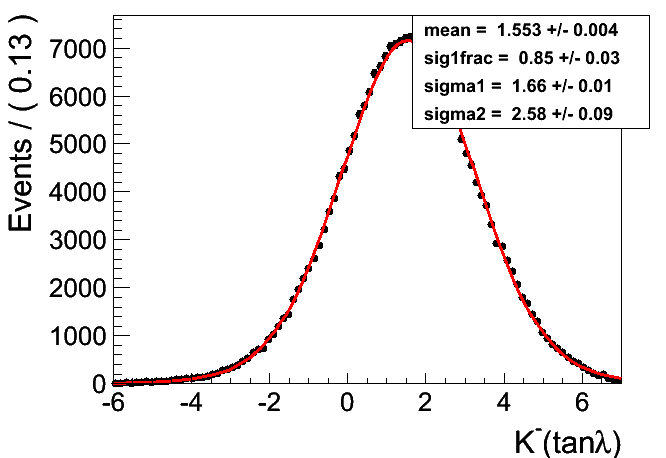 mean = 1.553 +/- 0.004
sig1frac = 0.85 +/- 0.03
sigma1 = 1.66 +/- 0.01
sigma2 = 2.58 +/- 0.09
Events / ( 0.13 )
7000
6000
5000
4000
3000
2000
1000
0
-6 -4 -2 0 2 4 6
K⁻(tanλ)